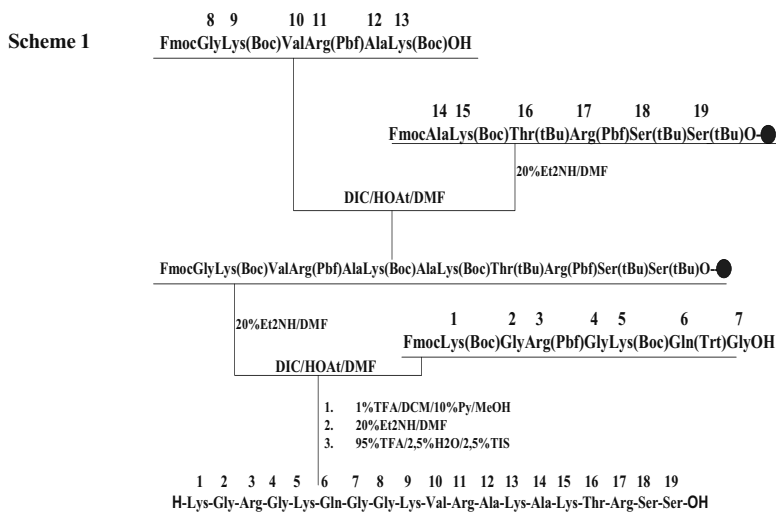 Scheme 1
8 9 10 11 12 13
FmocGlyLys(Boc)ValArg(Pbf)AlaLys(Boc)OH
14 15 16 17 18 19
FmocAlaLys(Boc)Thr(tBu)Arg(Pbf)Ser(tBu)Ser(tBu)O-
20%Et2NH/DMF
DIC/HOAt/DMF
FmocGlyLys(Boc)ValArg(Pbf)AlaLys(Boc)AlaLys(Boc)Thr(tBu)Arg(Pbf)Ser(tBu)Ser(tBu)O-
20%Et2NH/DMF
1 2 3 4 5 6 7
FmocLys(Boc)GlyArg(Pbf)GlyLys(Boc)Gln(Trt)GlyOH
DIC/HOAt/DMF
1. 1%TFA/DCM/10%Py/MeOH
2. 20%Et2NH/DMF
3. 95%TFA/2,5%H2O/2,5%TIS
1 2 3 4 5 6 7 8 9 10 11 12 13 14 15 16 17 18 19
H-Lys-Gly-Arg-Gly-Lys-Gln-Gly-Gly-Lys-Val-Arg-Ala-Lys-Ala-Lys-Thr-Arg-Ser-Ser-OH